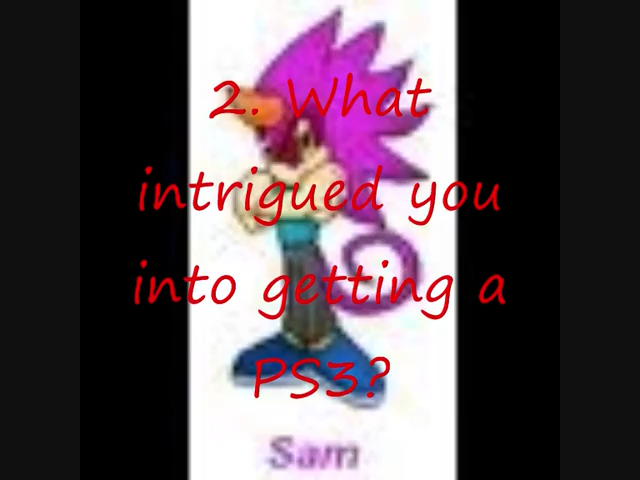 2. What
intrigued you
into getting a
PS3?
Sam